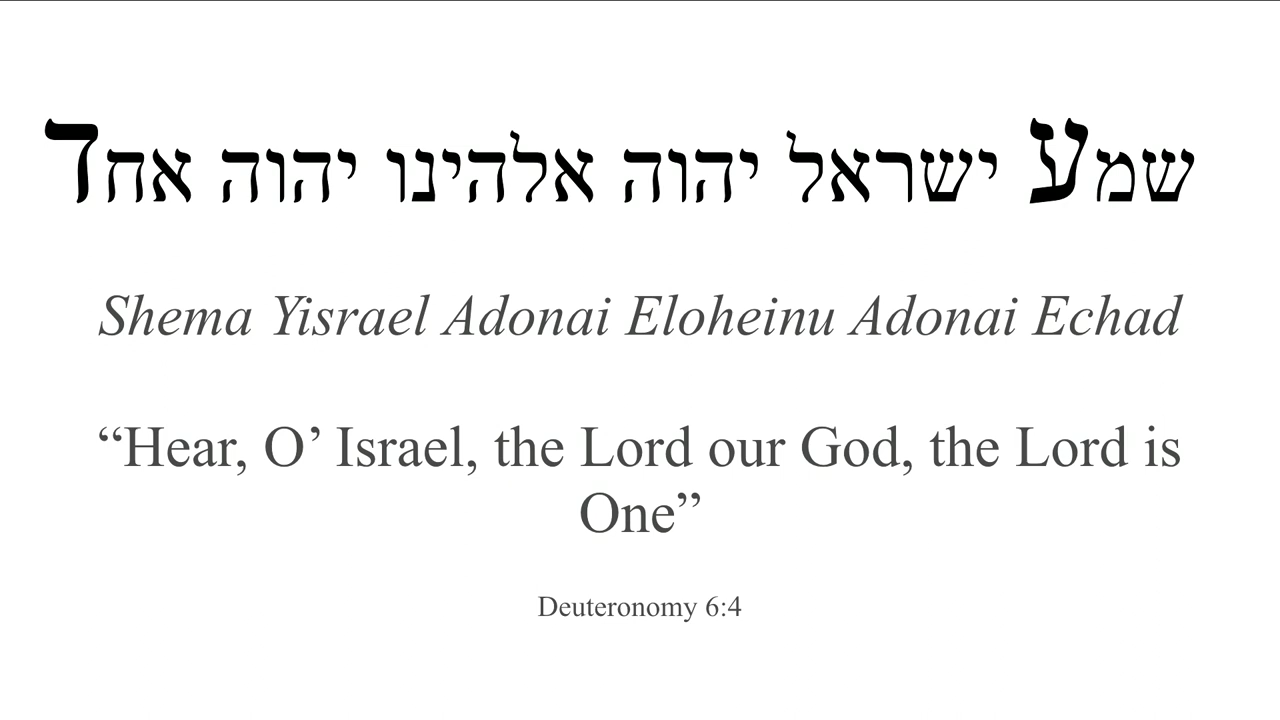 שמע ישראל יהוה אלהינו יהוה אחד
Shema Yisrael Adonai Eloheinu Adonai Echad
“Hear, O’ Israel, the Lord our God, the Lord is
One”
Deuteronomy 6:4